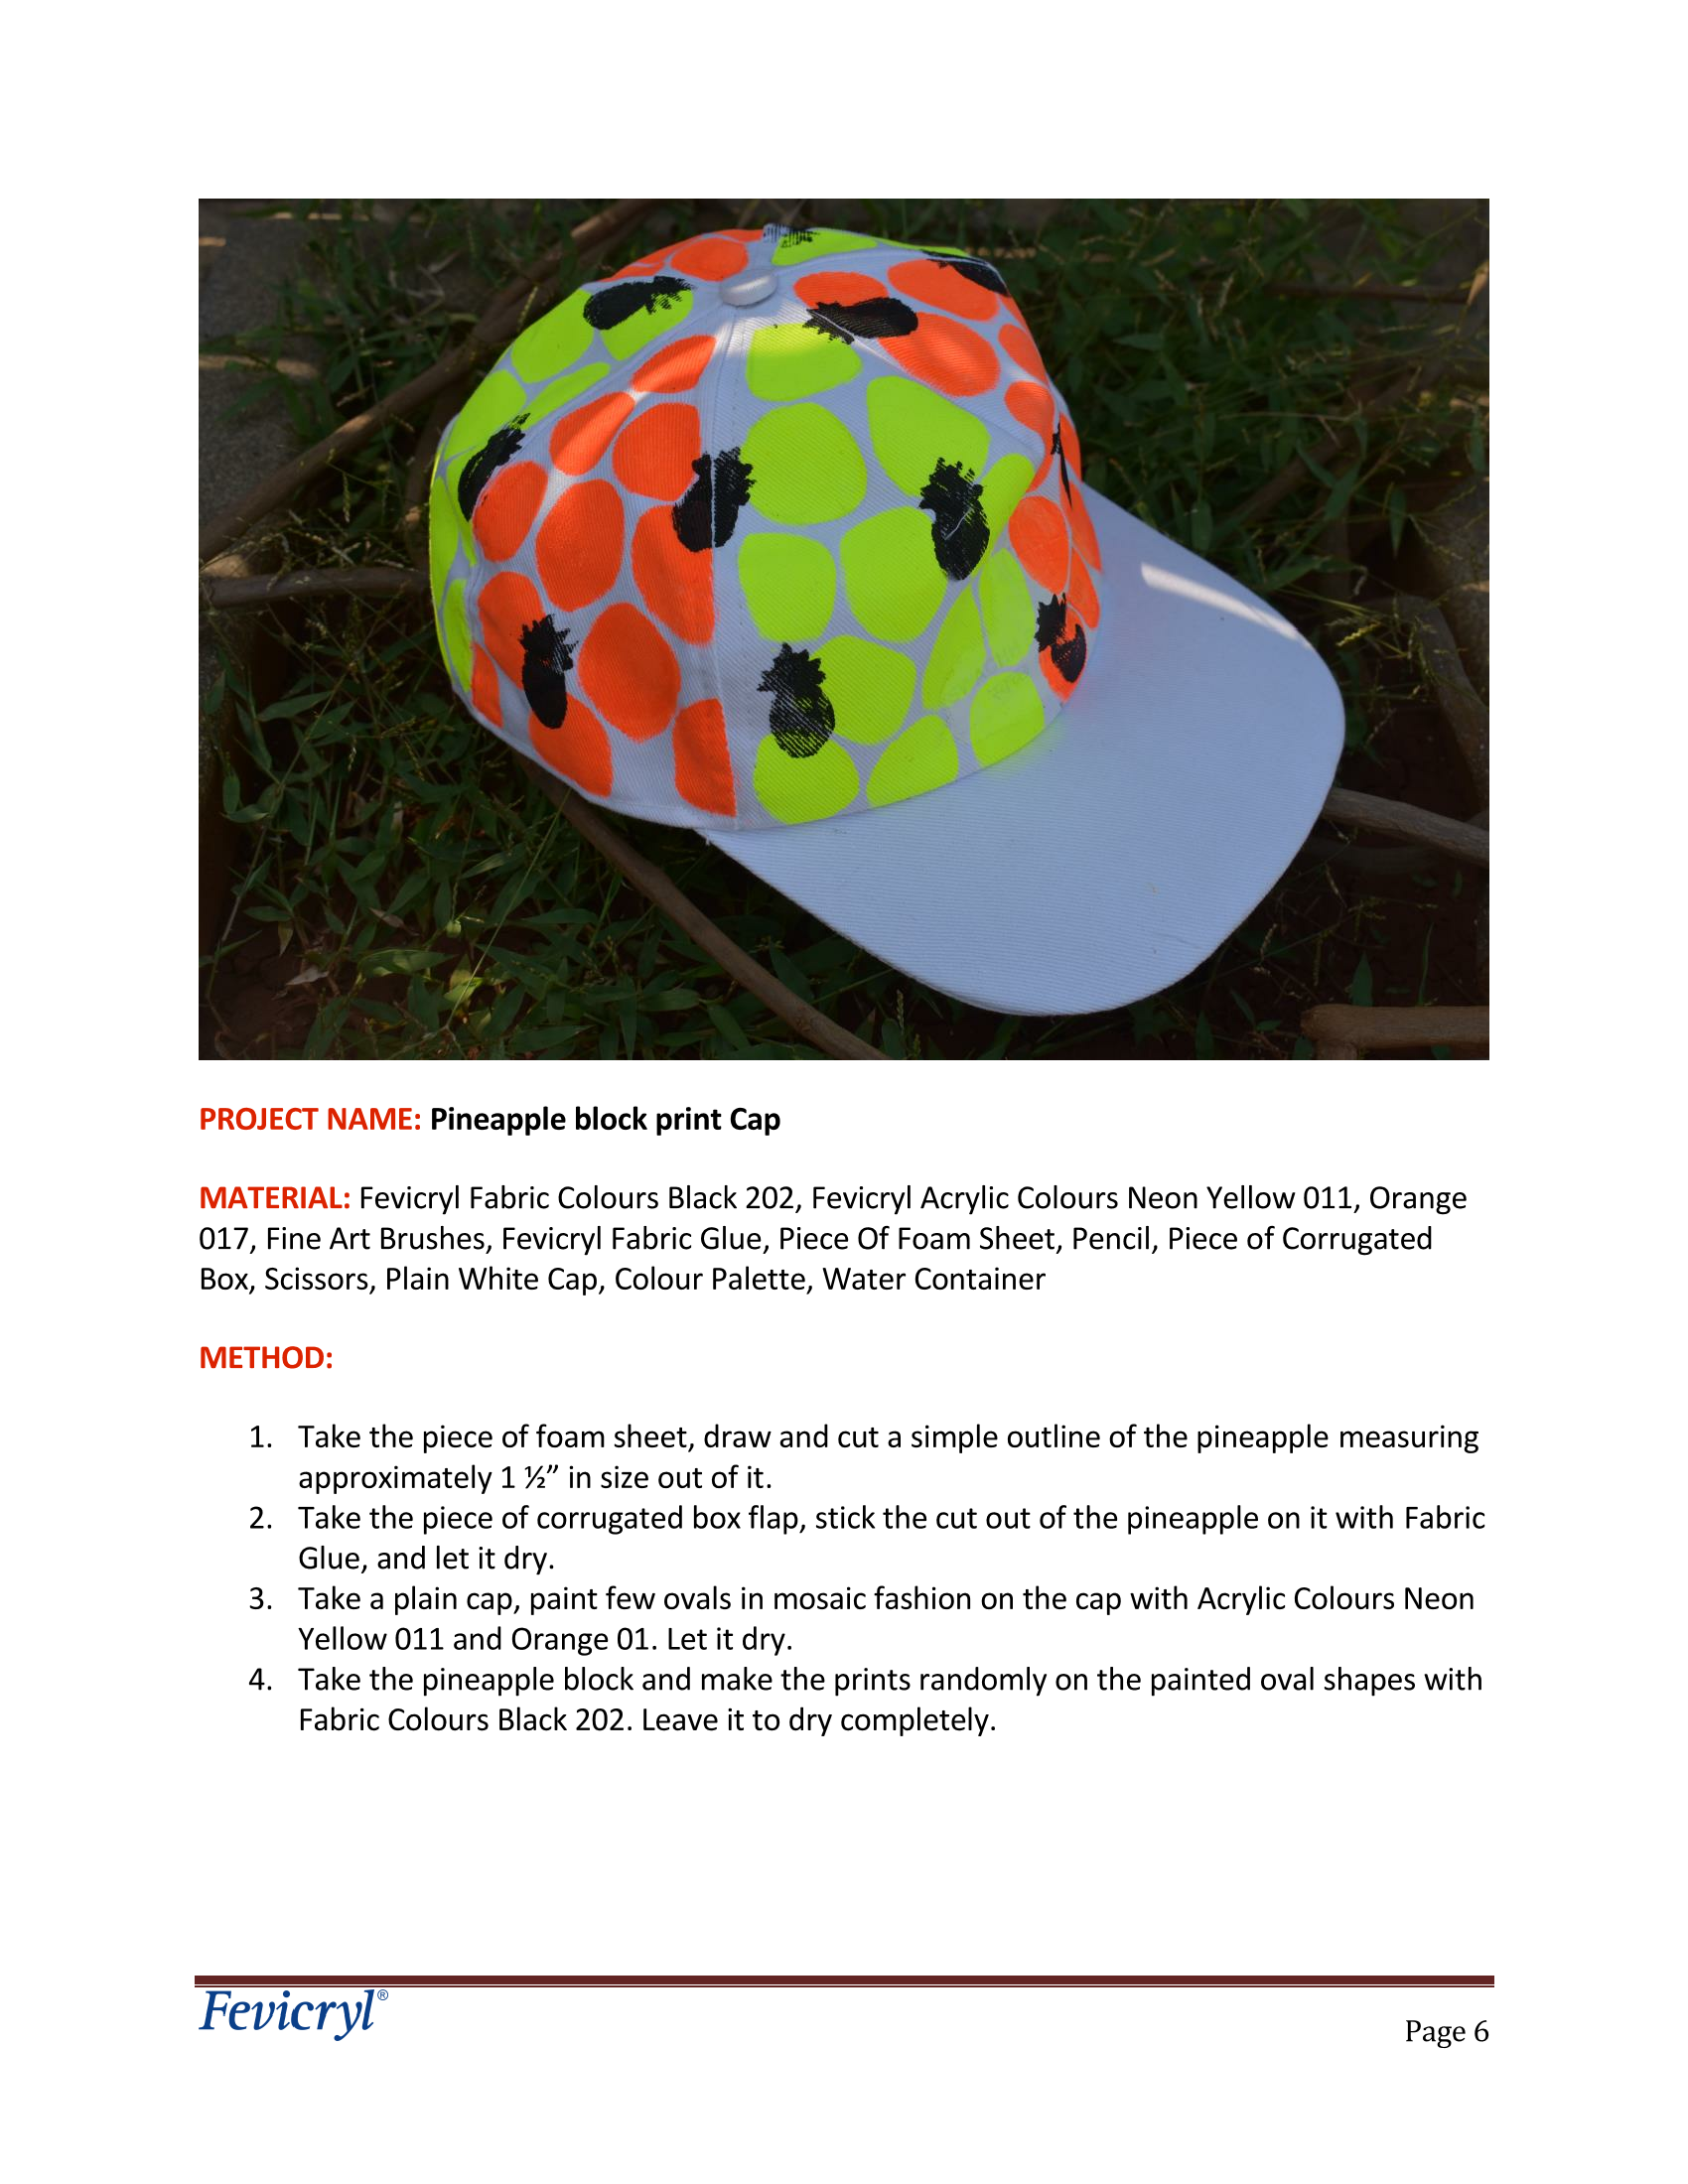 PROJECT NAME: Pineapple block print Cap
MATERIAL: Fevicryl Fabric Colours Black 202, Fevicryl Acrylic Colours Neon Yellow 011, Orange
017, Fine Art Brushes, Fevicryl Fabric Glue, Piece Of Foam Sheet, Pencil, Piece of Corrugated
Box, Scissors, Plain White Cap, Colour Palette, Water Container
METHOD:
1. Take the piece of foam sheet, draw and cut a simple outline of the pineapple measuring
approximately 1 ½” in size out of it.
2. Take the piece of corrugated box flap, stick the cut out of the pineapple on it with Fabric
Glue, and let it dry.
3. Take a plain cap, paint few ovals in mosaic fashion on the cap with Acrylic Colours Neon
Yellow 011 and Orange 01. Let it dry.
4. Take the pineapple block and make the prints randomly on the painted oval shapes with
Fabric Colours Black 202. Leave it to dry completely.
Fevicryl®
Page 6